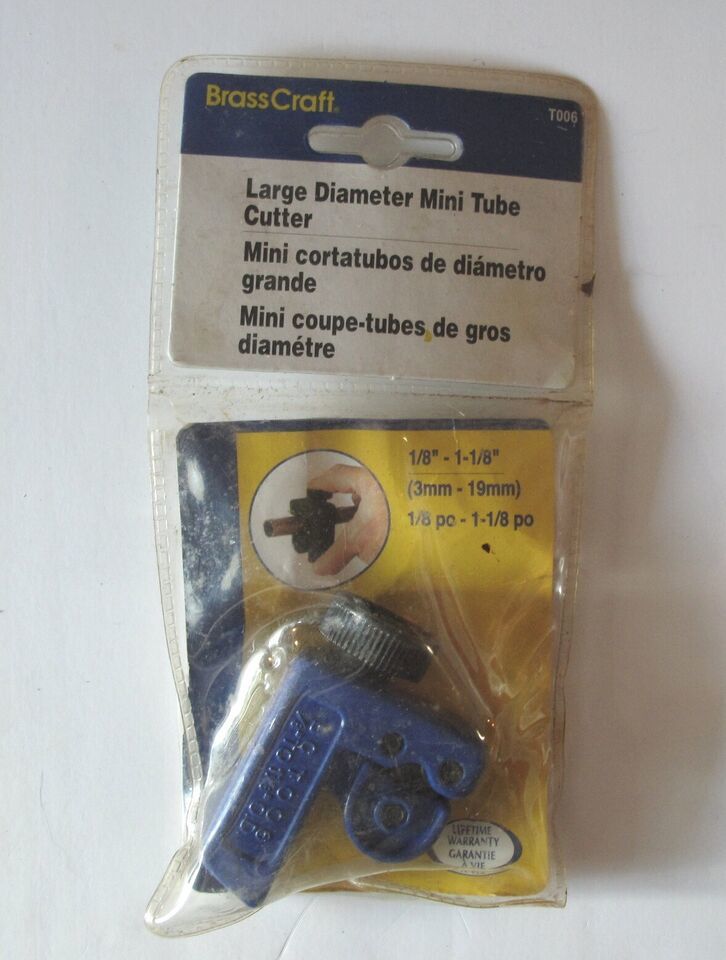 BrassCraft®
T006
Large Diameter Mini Tube
Cutter
Mini cortatubos de diámetro
grande
Mini coupe-tubes de gros
diamétre
1/8" - 1-1/8"
(3mm - 19mm)
1/8 po - 1-1/8 po
LIFETIME
WARRANTY
GARANTIE
À VIE